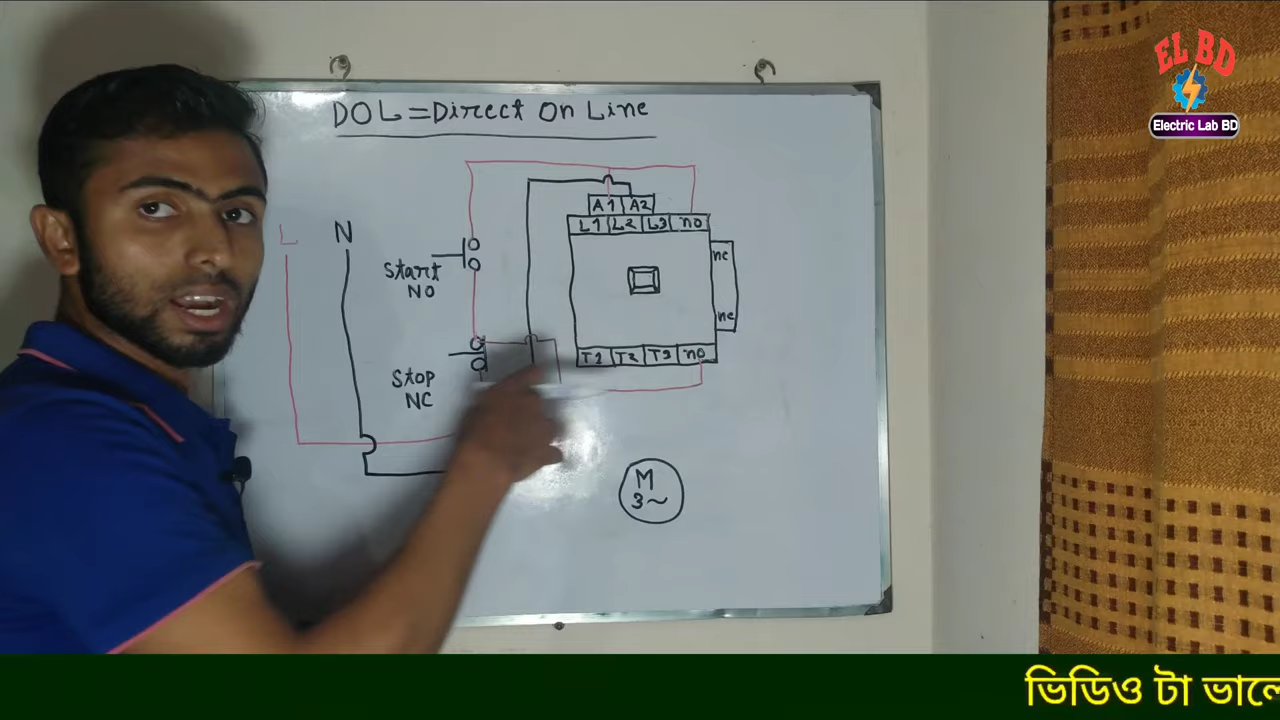 EL BD
Electric Lab BD
DOL=Direct On Line
L N
A1 A2
L1 L2 L3 no
Start
NO
nc
nc
Stop
NC
T1 T2 T3 no
M
3~
ভিডিও টা